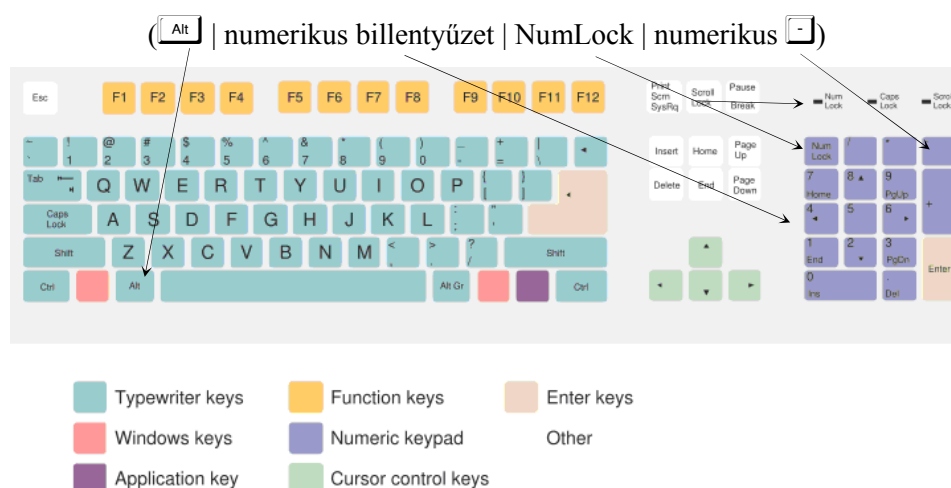 (Alt | numerikus billentyűzet | NumLock | numerikus -)
Esc F1 F2 F3 F4 F5 F6 F7 F8 F9 F10 F11 F12 Print Scrn SysRq Scroll Lock Pause Break Num Lock Caps Lock Scroll Lock
~ ` ! 1 @ 2 # 3 $ 4 % 5 ^ 6 & 7 * 8 ( 9 ) 0 _ - + = | \ Insert Home Page Up Num Lock / *
Tab Q W E R T Y U I O P { [ } ] Delete End Page Down 7 Home 8 9 PgUp +
Caps Lock A S D F G H J K L : ; " ' 4 5 6
Shift Z X C V B N M < , > . ? / Shift 1 End 2 3 PgDn Enter
Ctrl Alt Alt Gr Ctrl 0 Ins . Del
Typewriter keys Function keys Enter keys
Windows keys Numeric keypad Other
Application key Cursor control keys